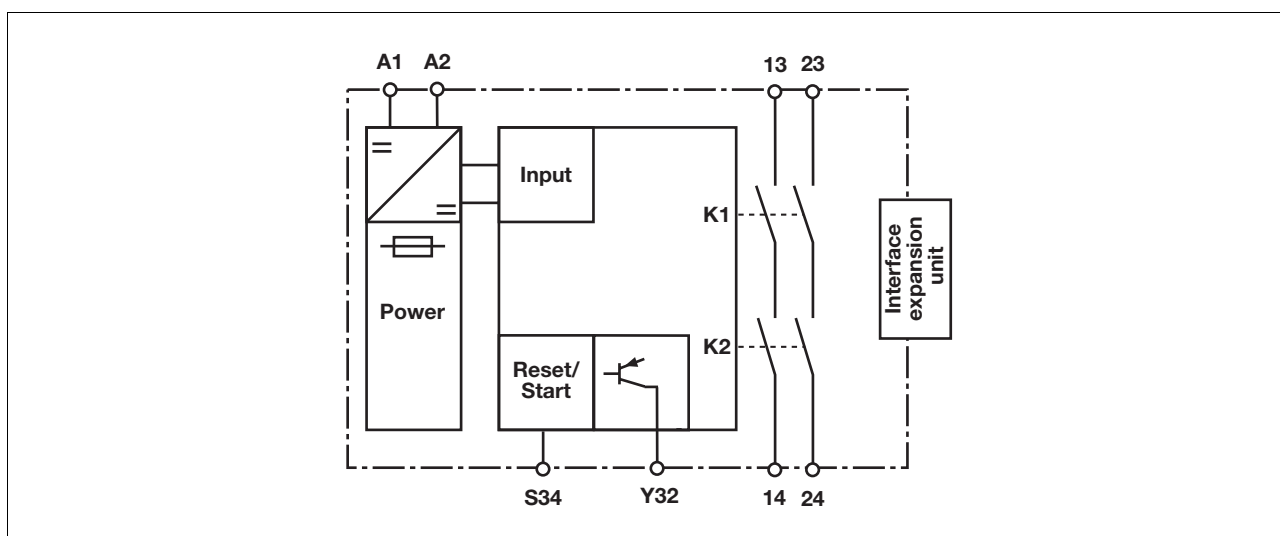 A1 A2 13 23
Input
K1
Interface
expansion
unit
Power
K2
Reset/
Start
S34 Y32 14 24